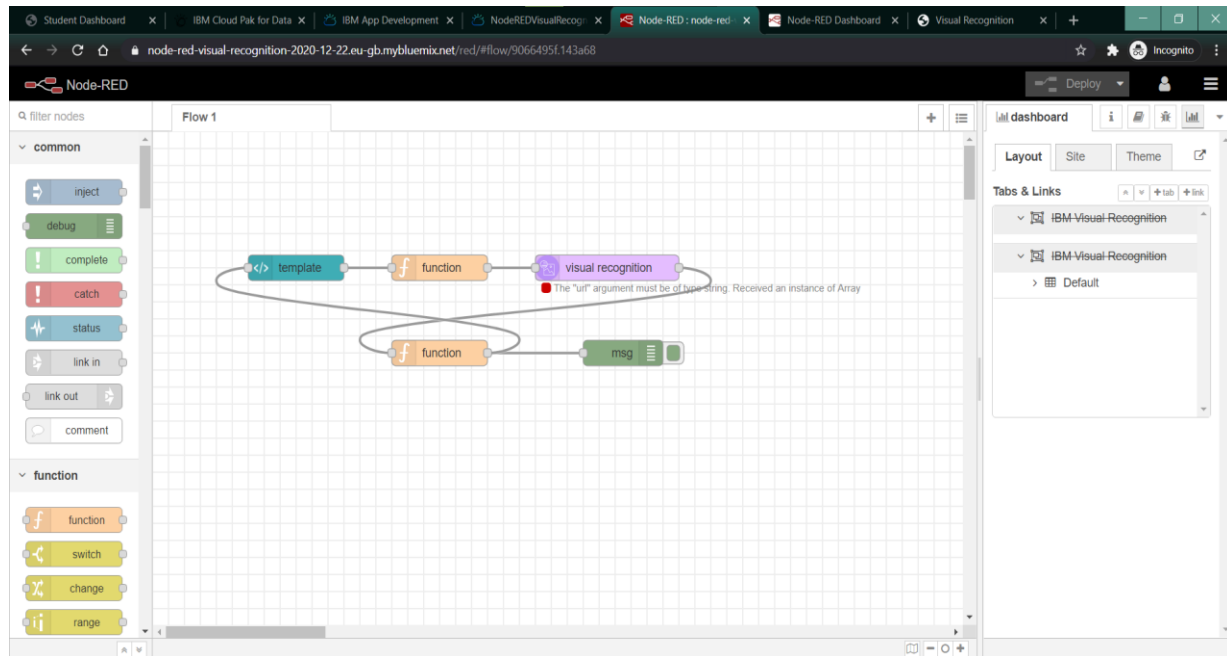 Student Dashboard
IBM Cloud Pak for Data
IBM App Development
NodeREDVisualRecogn
Node-RED : node-red-
Node-RED Dashboard
Visual Recognition
node-red-visual-recognition-2020-12-22.eu-gb.mybluemix.net/red/#flow/9066495f.143a68
Incognito
Node-RED
Deploy
filter nodes
common
inject
debug
complete
catch
status
link in
link out
comment
function
function
switch
change
range
Flow 1
template
function
visual recognition
The "url" argument must be of type string. Received an instance of Array
function
msg
dashboard
Layout
Site
Theme
Tabs & Links
+tab
+link
IBM Visual Recognition
IBM Visual Recognition
Default